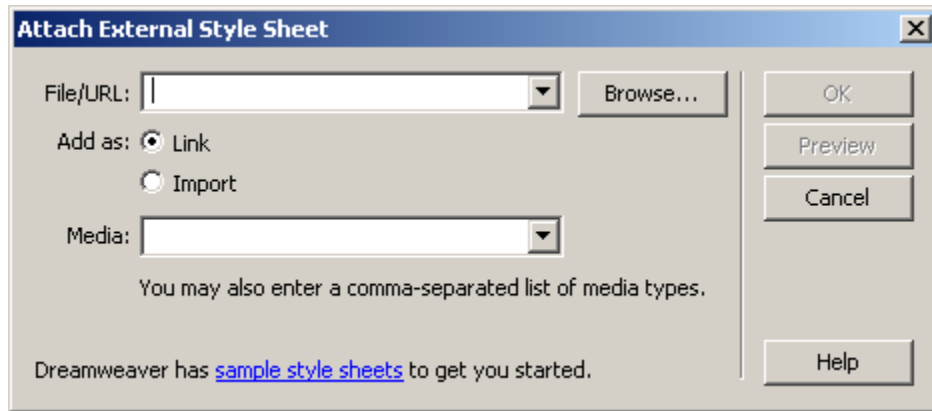 Attach External Style Sheet
File/URL:
Browse...
OK
Add as:
Link
Preview
Import
Cancel
Media:
You may also enter a comma-separated list of media types.
Dreamweaver has sample style sheets to get you started.
Help